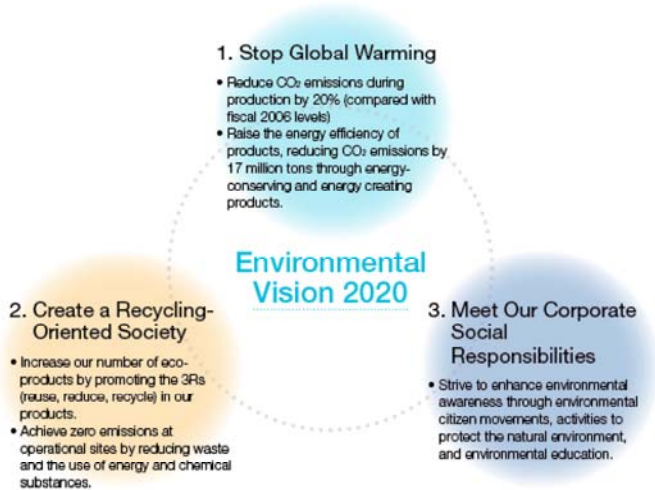 1. Stop Global Warming
• Reduce CO₂ emissions during
production by 20% (compared with
fiscal 2006 levels)
• Raise the energy efficiency of
products, reducing CO₂ emissions by
17 million tons through energy-
conserving and energy creating
products.
Environmental
Vision 2020
2. Create a Recycling-
Oriented Society
• Increase our number of eco-
products by promoting the 3Rs
(reuse, reduce, recycle) in our
products.
• Achieve zero emissions at
operational sites by reducing waste
and the use of energy and chemical
substances.
3. Meet Our Corporate
Social
Responsibilities
• Strive to enhance environmental
awareness through environmental
citizen movements, activities to
protect the natural environment,
and environmental education.